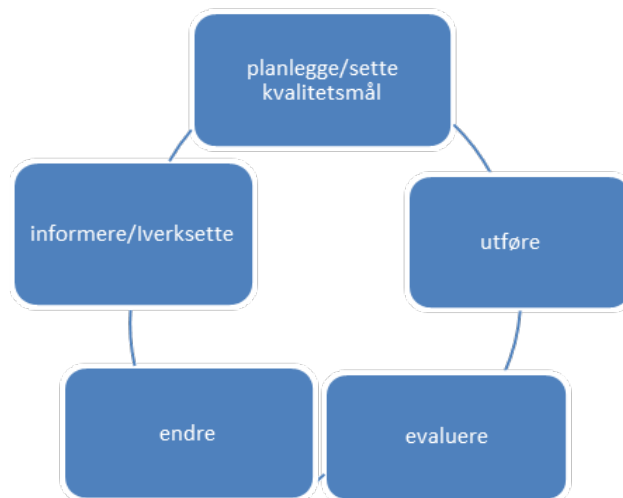 planlegge/sette
kvalitetsmål
utføre
evaluere
endre
informere/Iverksette